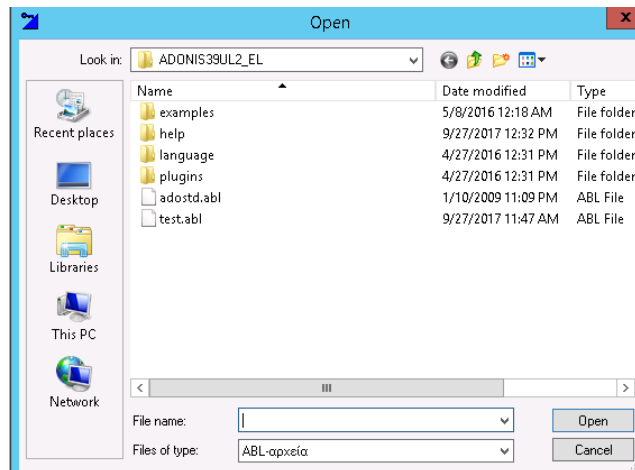 Open
x
Look in: ADONIS39UL2_EL
Name Date modified Type
examples 5/8/2016 12:18 AM File folder
help 9/27/2017 12:32 PM File folder
language 4/27/2016 12:31 PM File folder
plugins 4/27/2016 12:31 PM File folder
adostd.abl 1/10/2009 11:09 PM ABL File
test.abl 9/27/2017 11:47 AM ABL File
Recent places
Desktop
Libraries
This PC
Network
File name: Open
Files of type: ABL-αρχεία Cancel